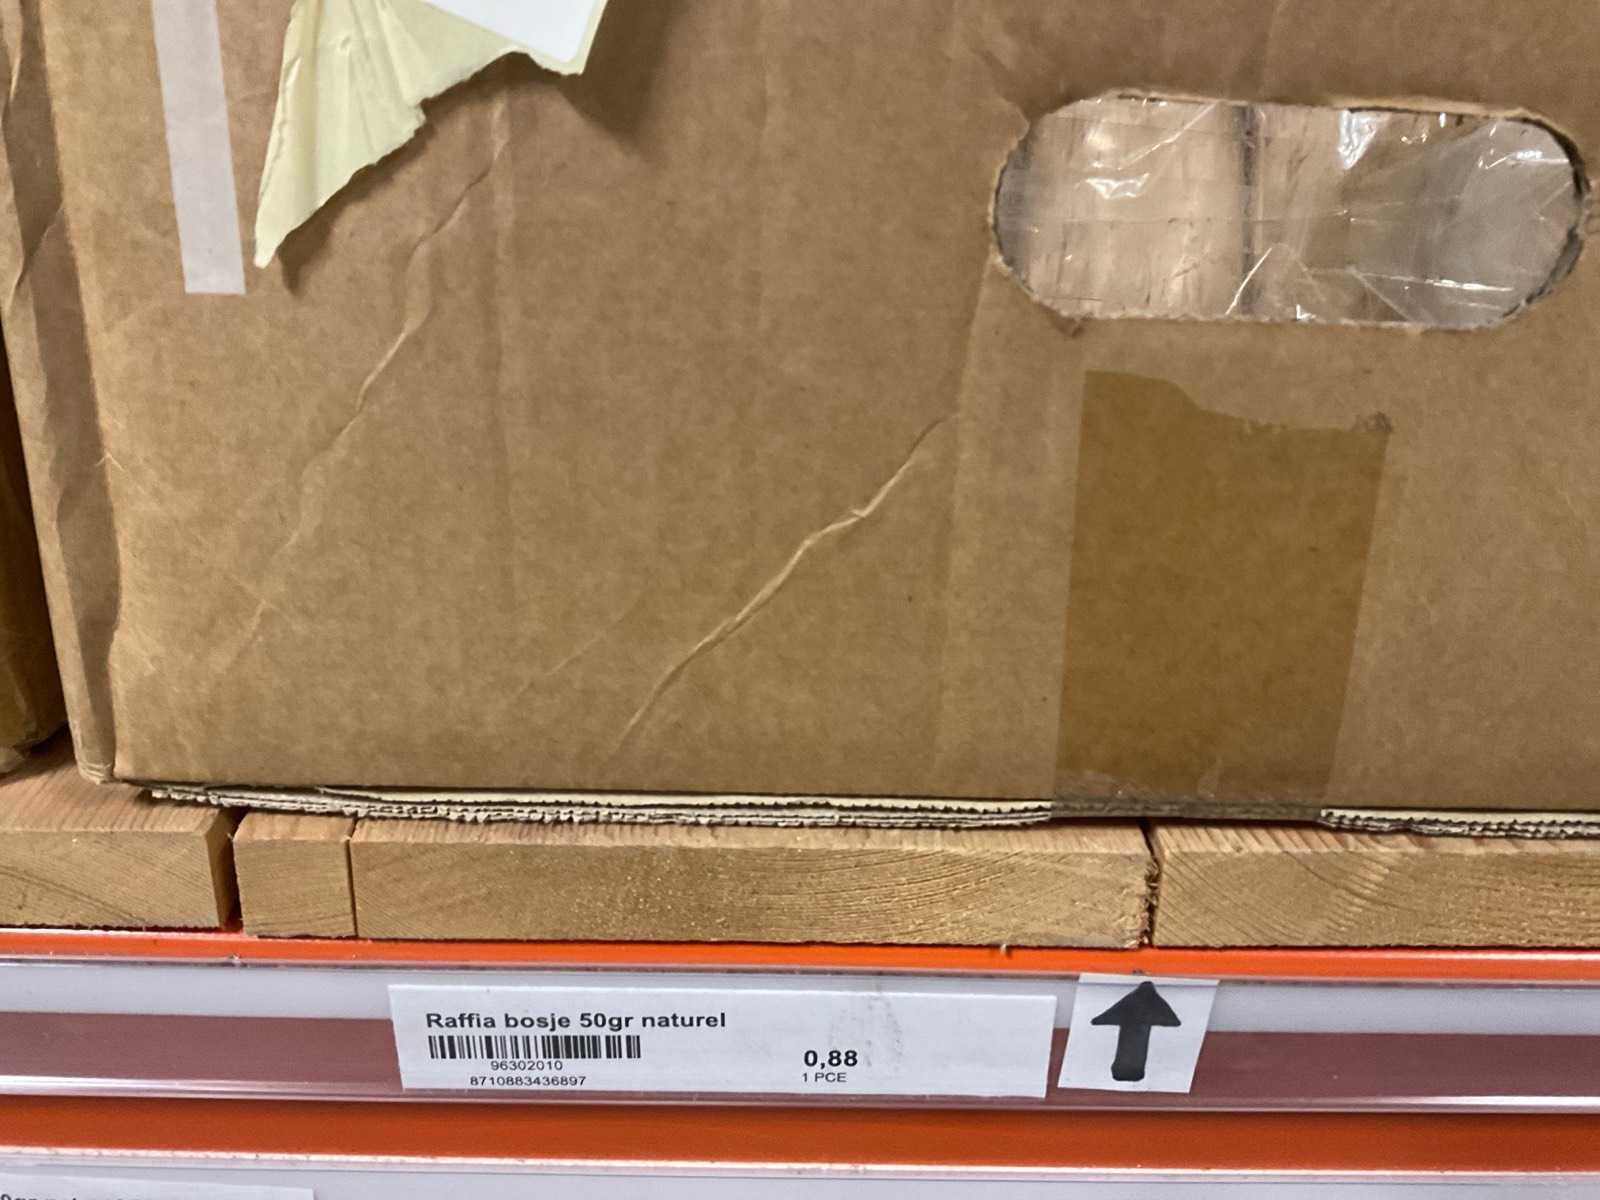 Raffia bosje 50gr naturel
96302010
8710883436897
0,88
1 PCE